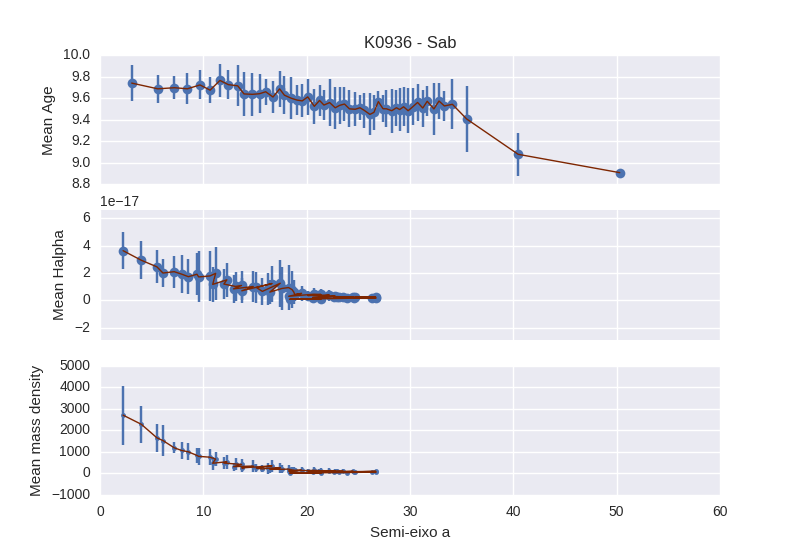 K0936 - Sab
10.0
9.8
9.6
9.4
9.2
9.0
8.8
Mean Age
1e−17
6
4
2
0
−2
Mean Halpha
5000
4000
3000
2000
1000
0
−1000
Mean mass density
0 10 20 30 40 50 60
Semi-eixo a